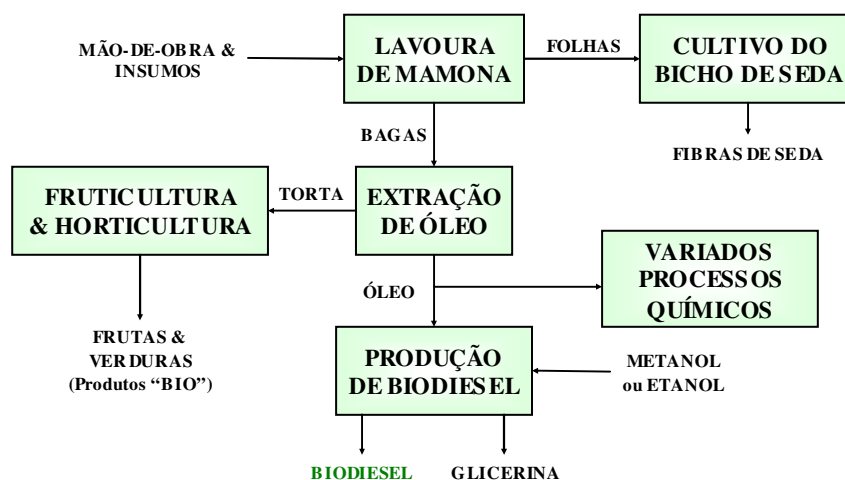 MÃO-DE-OBRA &
INSUMOS
LAVOURA
DE MAMONA
FOLHAS
CULTIVO DO
BICHO DE SEDA
BAGAS
FIBRAS DE SEDA
FRUTICULTURA
& HORTICULTURA
TORTA
EXTRAÇÃO
DE ÓLEO
VARIADOS
PROCESSOS
QUÍMICOS
ÓLEO
FRUTAS &
VERDURAS
(Produtos “BIO”)
PRODUÇÃO
DE BIODIESEL
METANOL
ou ETANOL
BIODIESEL
GLICERINA